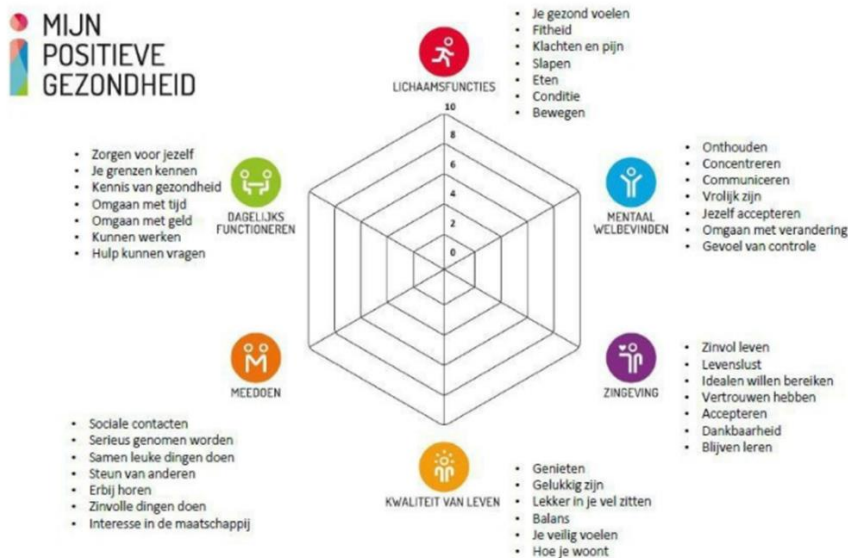 MIJN
POSITIEVE
GEZONDHEID
• Je gezond voelen
• Fitheid
• Klachten en pijn
• Slapen
• Eten
• Conditie
• Bewegen
LICHAAMSFUNCTIES
10
8
6
4
2
0
• Onthouden
• Concentreren
• Communiceren
• Vrolijk zijn
• Jezelf accepteren
• Omgaan met verandering
• Gevoel van controle
MENTAAL
WELBEVINDEN
• Zinvol leven
• Levenslust
• Idealen willen bereiken
• Vertrouwen hebben
• Accepteren
• Dankbaarheid
• Blijven leren
ZINGEVING
• Genieten
• Gelukkig zijn
• Lekker in je vel zitten
• Balans
• Je veilig voelen
• Hoe je woont
KWALITEIT VAN LEVEN
• Sociale contacten
• Serieus genomen worden
• Samen leuke dingen doen
• Steun van anderen
• Erbij horen
• Zinvolle dingen doen
• Interesse in de maatschappij
MEEDOEN
• Zorgen voor jezelf
• Je grenzen kennen
• Kennis van gezondheid
• Omgaan met tijd
• Omgaan met geld
• Kunnen werken
• Hulp kunnen vragen
DAGELIJKS
FUNCTIONEREN